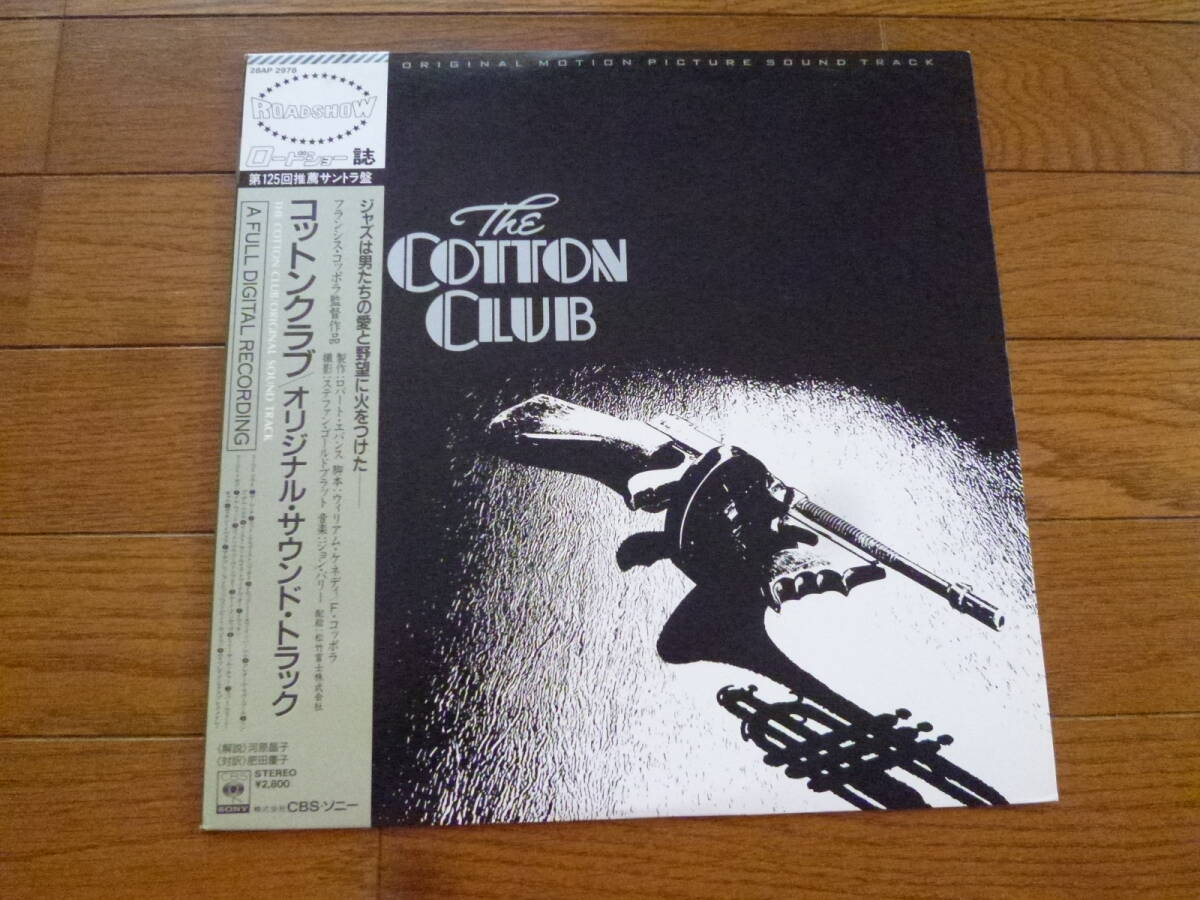 28AP 2978
ORIGINAL MOTION PICTURE SOUND TRACK
ROADSHOW
ロードショー 誌
第125回推薦サントラ盤
The
COTTON
CLUB
ジャズは男たちの愛と野望に火をつけた——
フランシス・コッポラ監督作品
製作:ロバート・エバンス 脚本:ウィリアム・ケネディ/F・コッポラ
撮影:ステファン・ゴールドブラット 音楽:ジョン・バリー 配給・松竹富士株式会社
コットンクラブ/オリジナル・サウンド・トラック
THE COTTON CLUB/ORIGINAL SOUND TRACK
A FULL DIGITAL RECORDING
〈解説〉河原晶子
〈対訳〉肥田慶子
STEREO
¥2,800
CBS
SONY
株式会社 CBS・ソニー